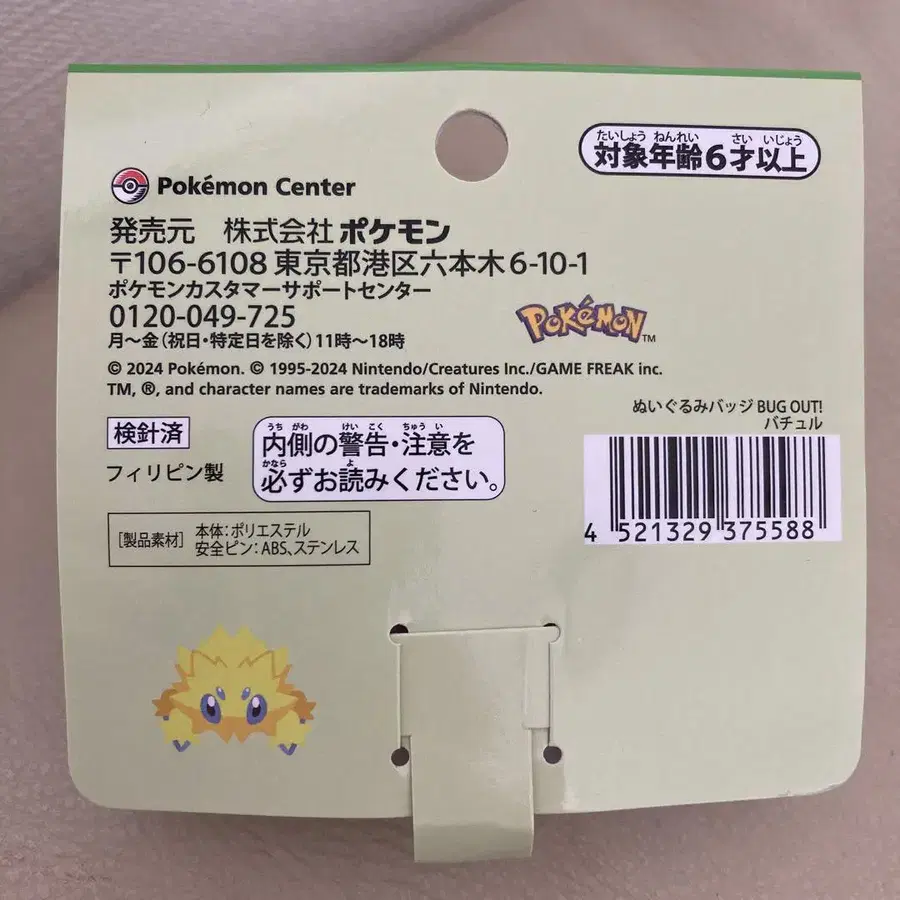 たいしょう ねんれい さい いじょう
対象年齢6才以上
Pokémon Center
発売元 株式会社ポケモン
〒106-6108 東京都港区六本木6-10-1
ポケモンカスタマーサポートセンター
0120-049-725
月～金(祝日・特定日を除く)11時～18時
POKéMON™
© 2024 Pokémon. © 1995-2024 Nintendo/Creatures Inc./GAME FREAK inc.
TM, ®, and character names are trademarks of Nintendo.
ぬいぐるみバッジ BUG OUT!
バチュル
検針済
フィリピン製
うち がわ けい こく ちゅう い
内側の警告・注意を
かなら よ
必ずお読みください。
4 521329 375588
[製品素材] 本体:ポリエステル
安全ピン:ABS、ステンレス